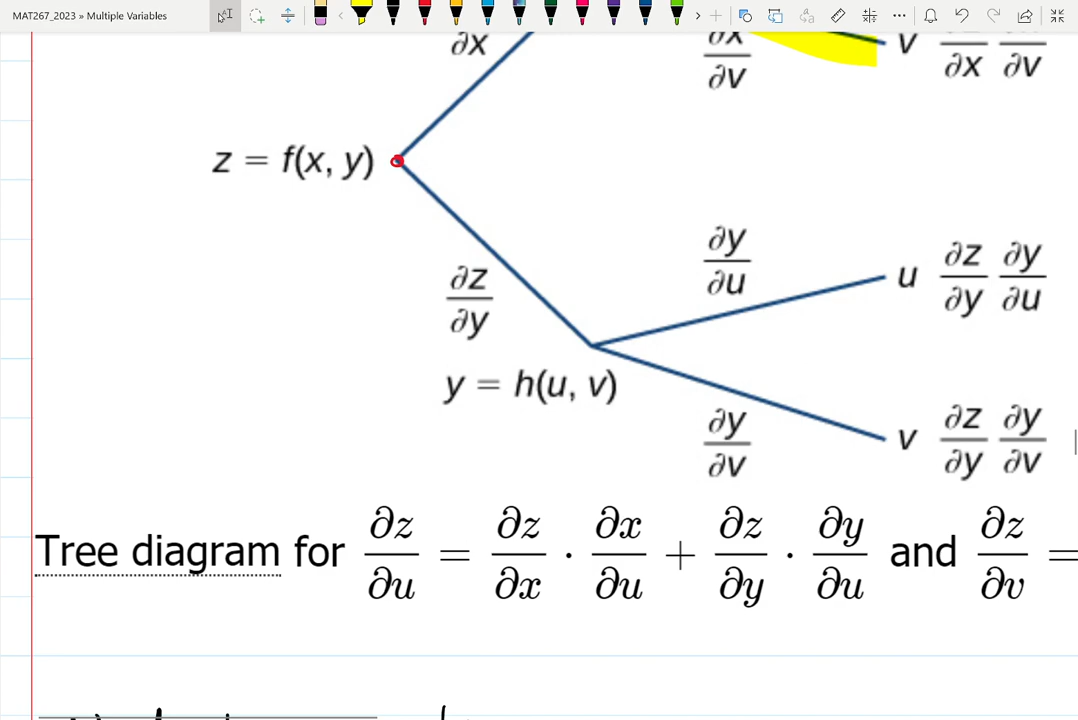 MAT267_2023 » Multiple Variables
∂x
∂x
∂v
v
∂x ∂v
z = f(x, y)
∂y
∂u
u
∂z ∂y
∂y ∂u
∂z
∂y
y = h(u, v)
∂y
∂v
v
∂z ∂y
∂y ∂v
Tree diagram for ∂z/∂u = ∂z/∂x · ∂x/∂u + ∂z/∂y · ∂y/∂u and ∂z/∂v =